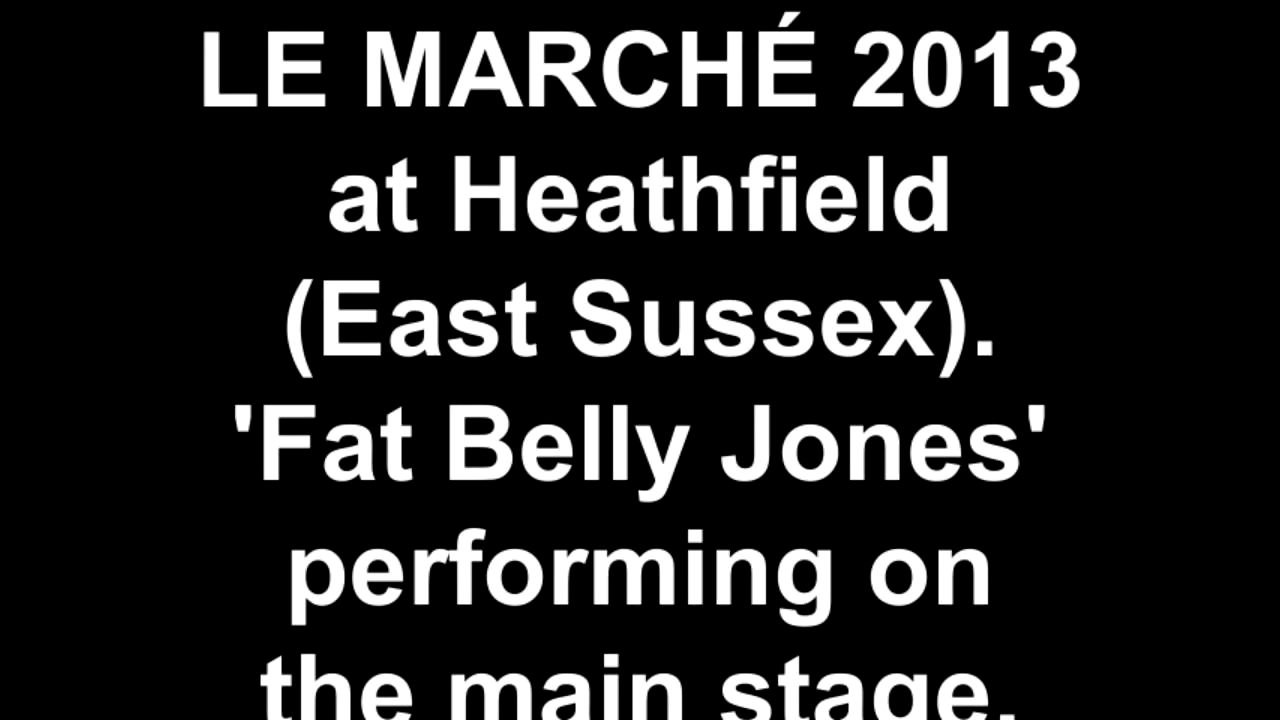 LE MARCHÉ 2013
at Heathfield
(East Sussex).
'Fat Belly Jones'
performing on
the main stage.